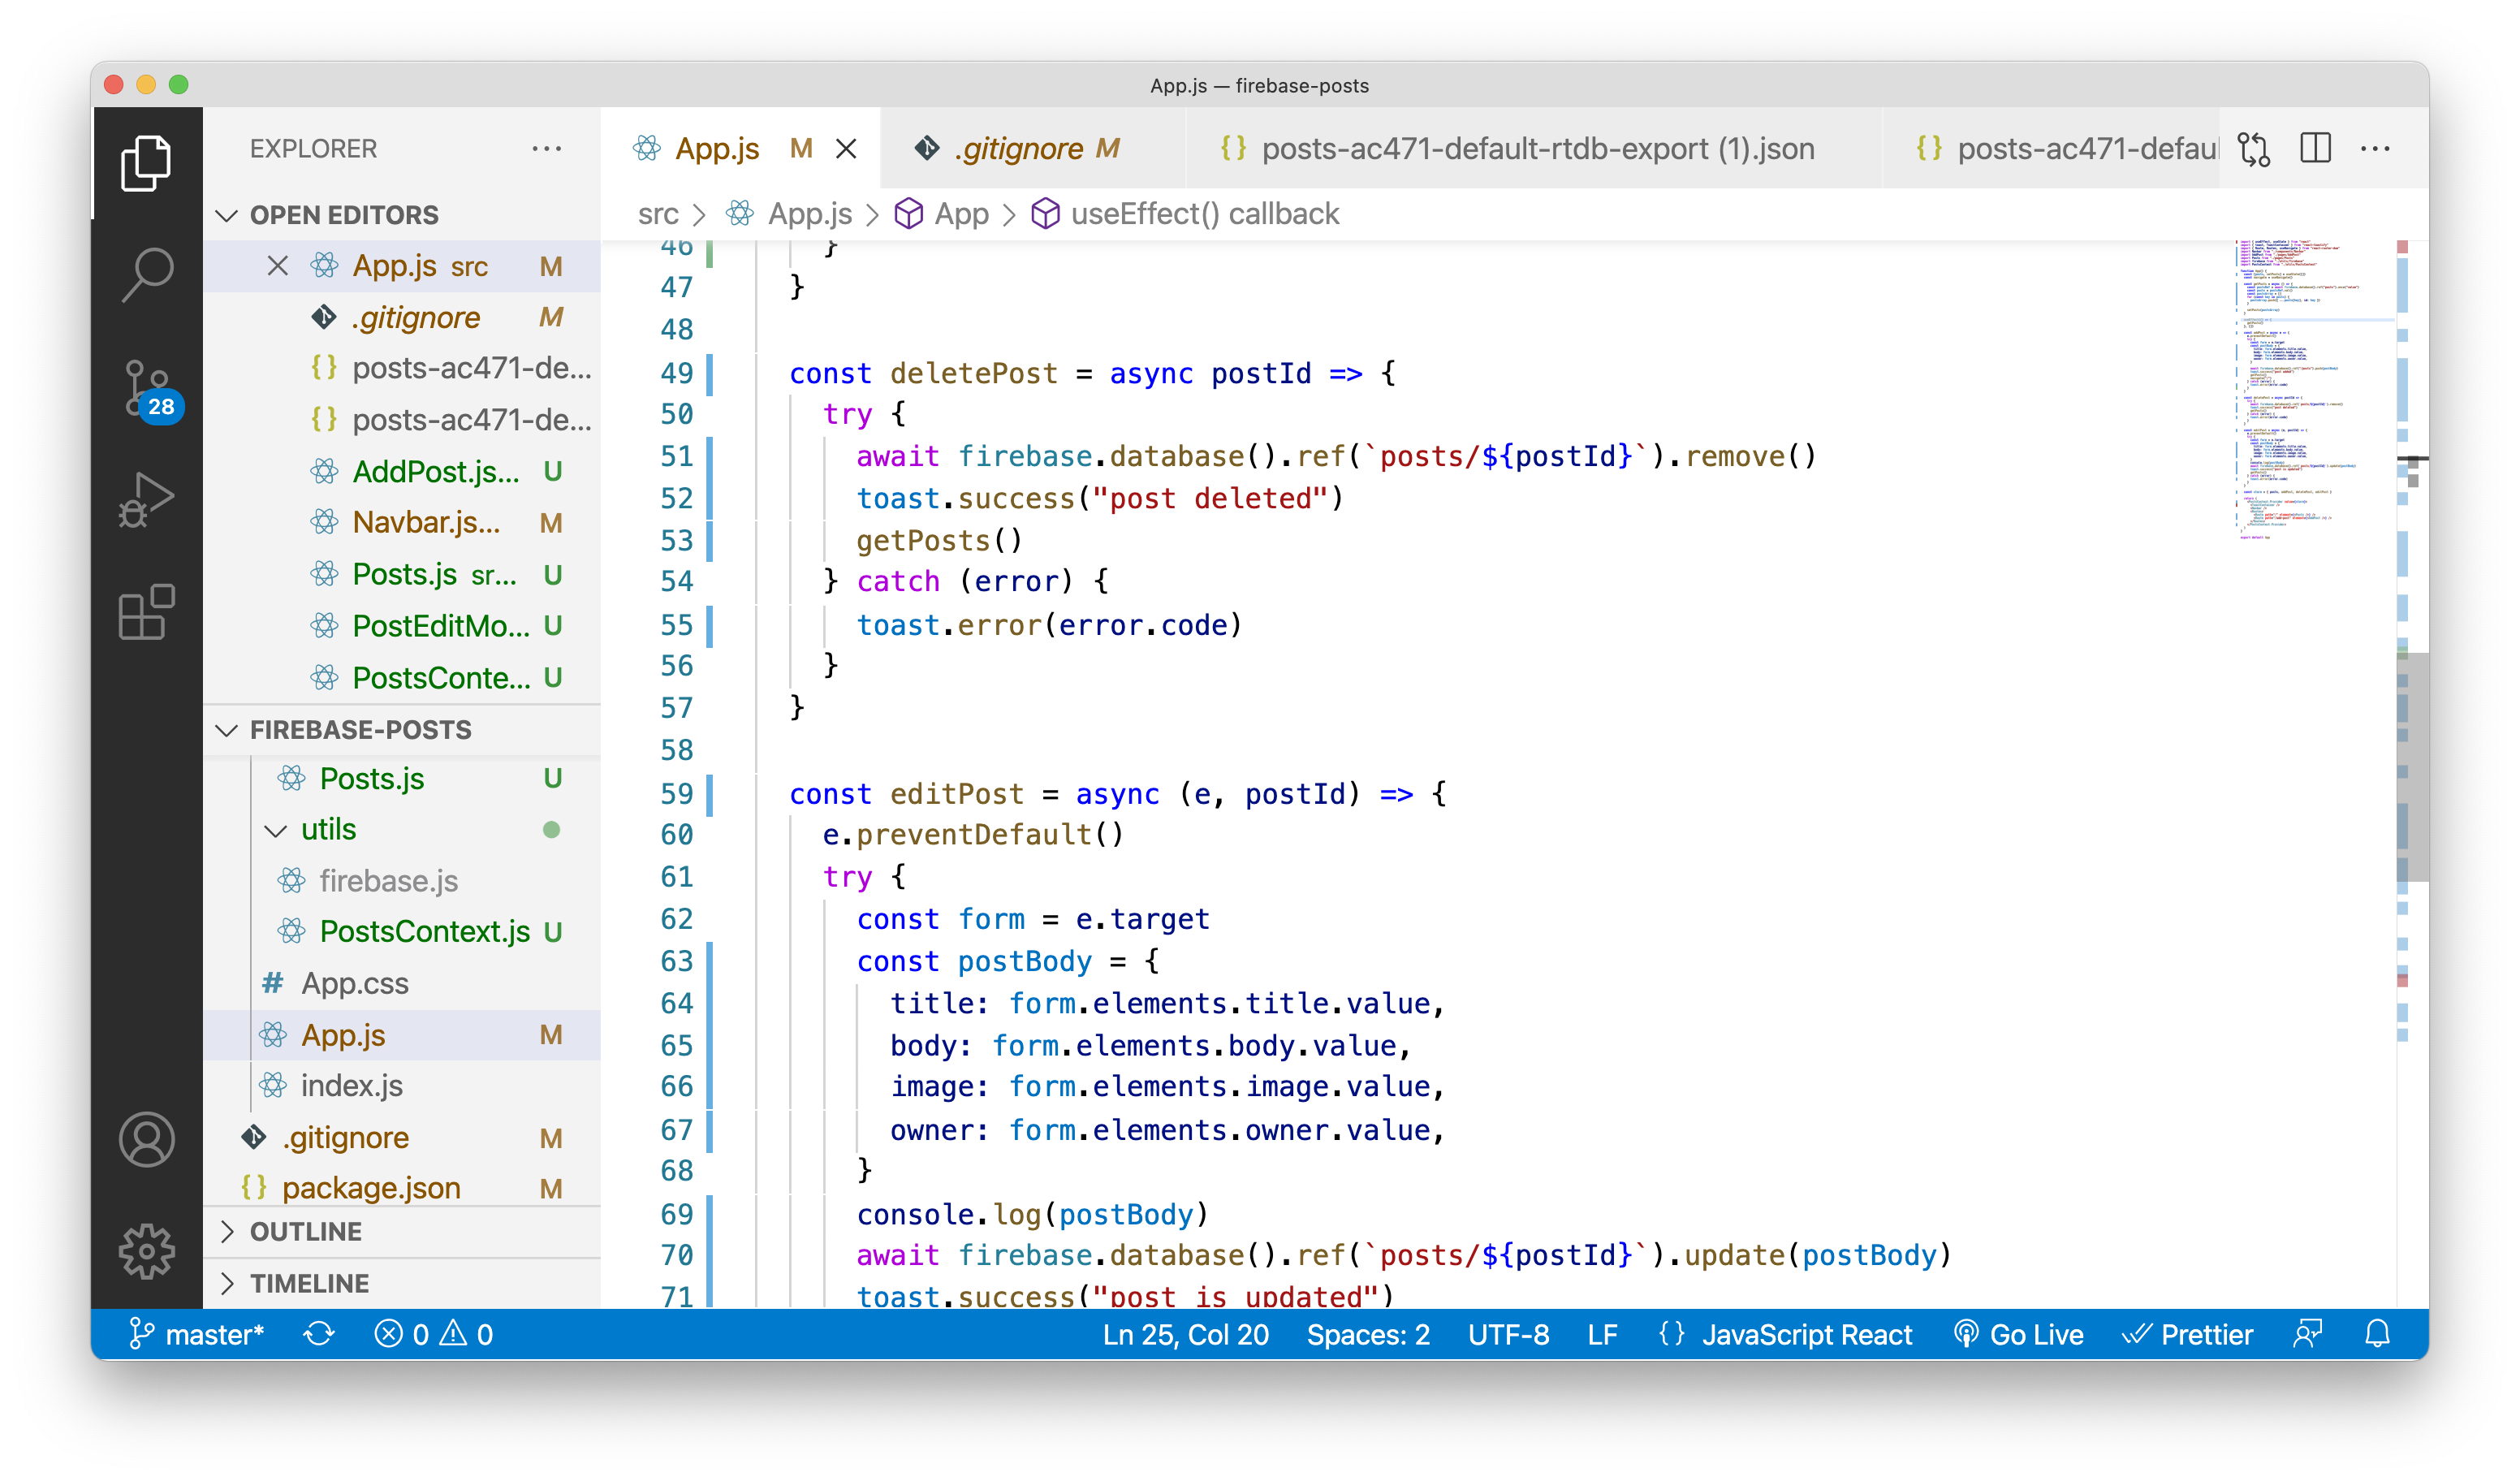 App.js — firebase-posts
EXPLORER
App.js M
.gitignore M
posts-ac471-default-rtdb-export (1).json
posts-ac471-defaul
src > App.js > App > useEffect() callback
OPEN EDITORS
App.js src M
.gitignore M
posts-ac471-de...
posts-ac471-de...
AddPost.js... U
Navbar.js... M
Posts.js sr... U
PostEditMo... U
PostsConte... U
FIREBASE-POSTS
Posts.js U
utils
firebase.js
PostsContext.js U
App.css
App.js M
index.js
.gitignore M
package.json M
OUTLINE
TIMELINE
28
46 }
47 }
48
49 const deletePost = async postId => {
50 try {
51 await firebase.database().ref(`posts/${postId}`).remove()
52 toast.success("post deleted")
53 getPosts()
54 } catch (error) {
55 toast.error(error.code)
56 }
57 }
58
59 const editPost = async (e, postId) => {
60 e.preventDefault()
61 try {
62 const form = e.target
63 const postBody = {
64 title: form.elements.title.value,
65 body: form.elements.body.value,
66 image: form.elements.image.value,
67 owner: form.elements.owner.value,
68 }
69 console.log(postBody)
70 await firebase.database().ref(`posts/${postId}`).update(postBody)
71 toast.success("post is updated")
master* 0 0 Ln 25, Col 20 Spaces: 2 UTF-8 LF {} JavaScript React Go Live Prettier